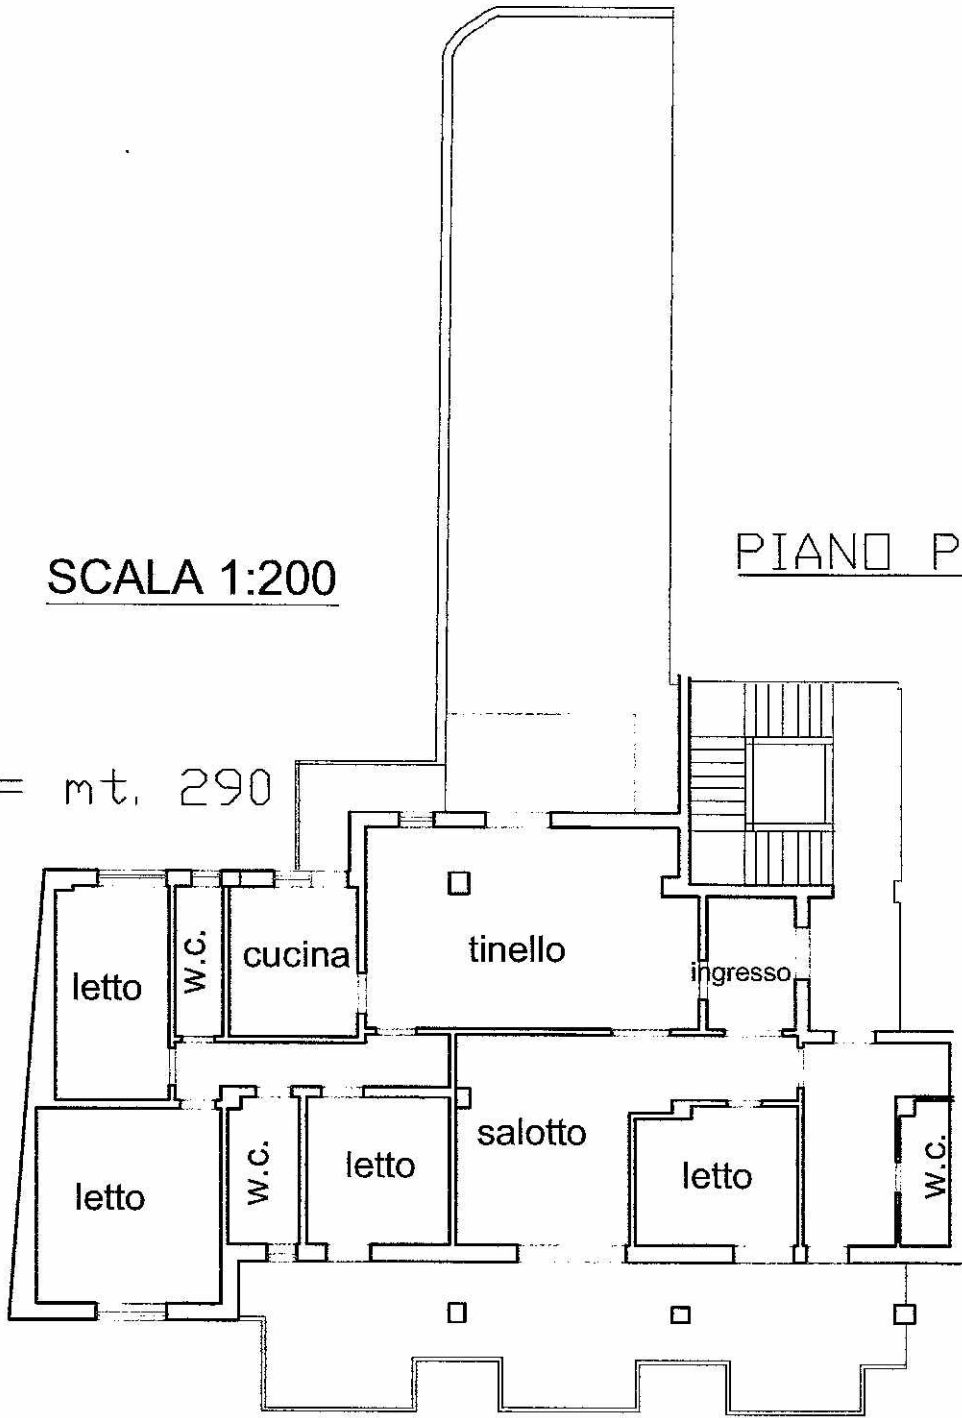 SCALA 1:200
PIANO P
= mt. 290
cucina
tinello
w.c.
letto
ingresso
salotto
letto
w.c.
letto
letto
w.c.